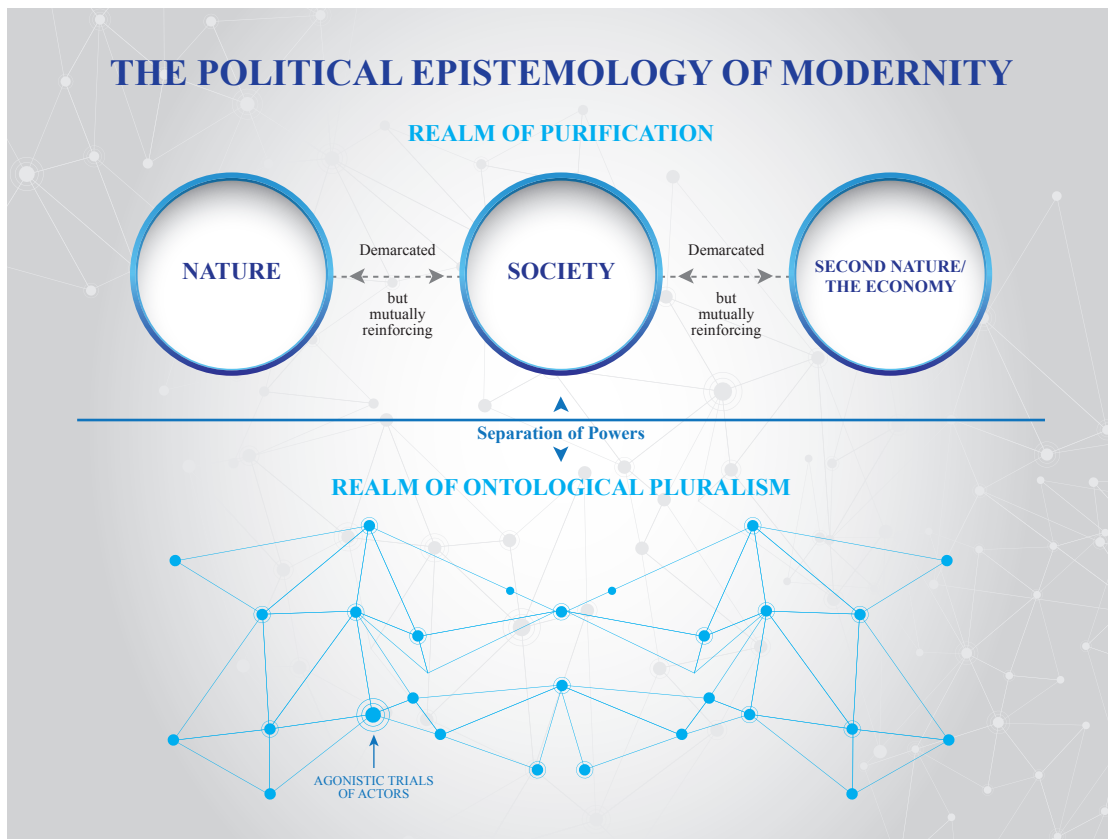 THE POLITICAL EPISTEMOLOGY OF MODERNITY
REALM OF PURIFICATION
NATURE
Demarcated
but
mutually
reinforcing
SOCIETY
Demarcated
but
mutually
reinforcing
SECOND NATURE/
THE ECONOMY
Separation of Powers
REALM OF ONTOLOGICAL PLURALISM
AGONISTIC TRIALS
OF ACTORS